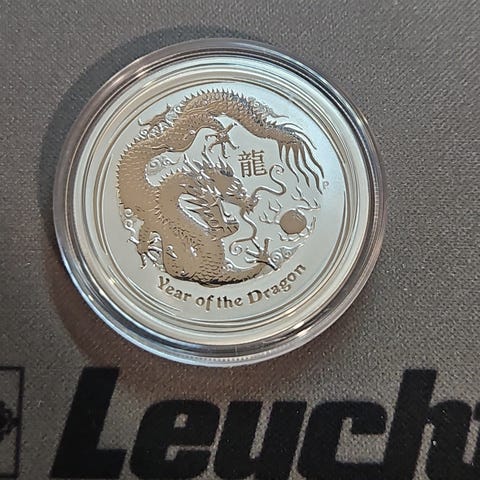 龍
P
Year of the Dragon
Leucht